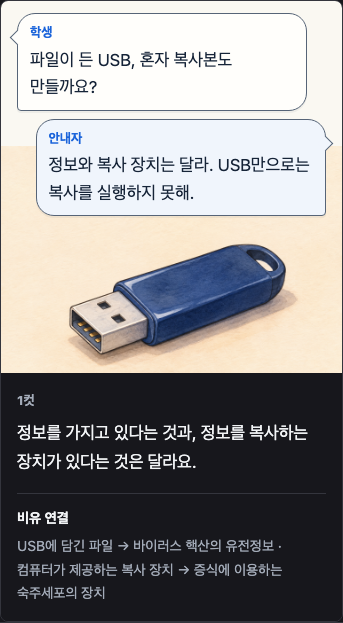 학생
파일이 든 USB, 혼자 복사본도
만들까요?
안내자
정보와 복사 장치는 달라. USB만으로는
복사를 실행하지 못해.
1컷
정보를 가지고 있다는 것과, 정보를 복사하는
장치가 있다는 것은 달라요.
비유 연결
USB에 담긴 파일 → 바이러스 핵산의 유전정보 ·
컴퓨터가 제공하는 복사 장치 → 증식에 이용하는
숙주세포의 장치